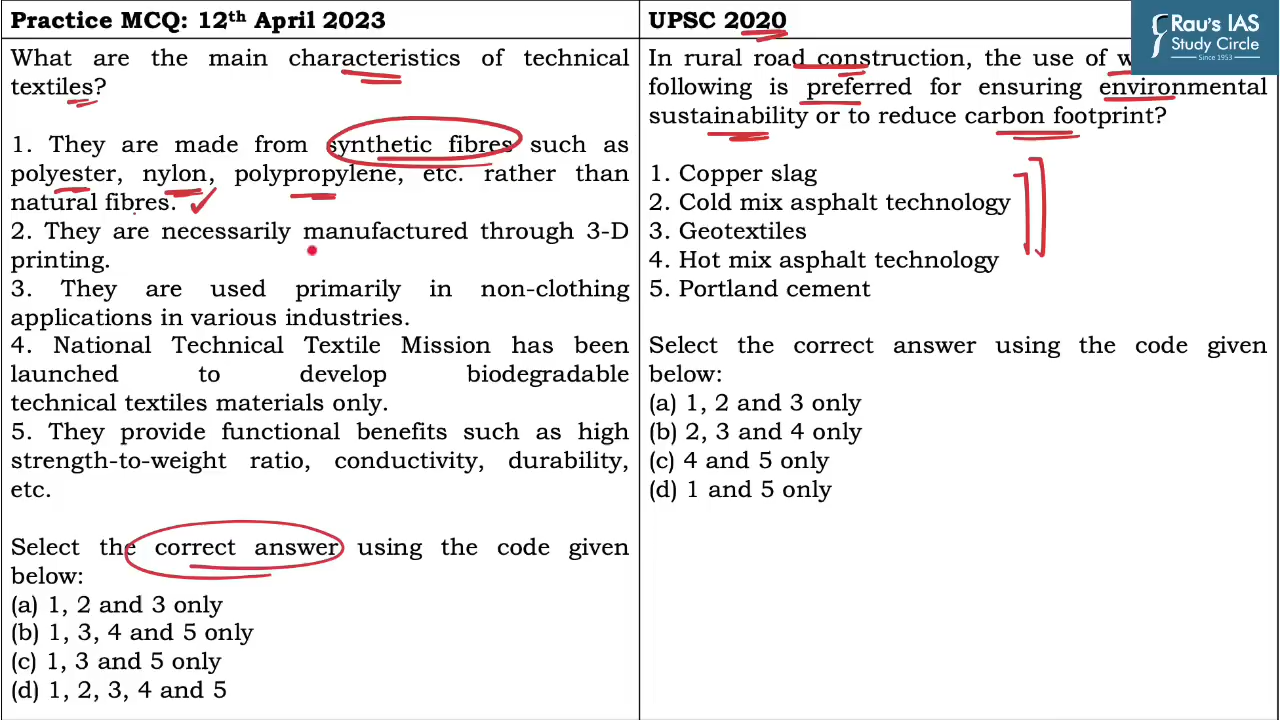 Practice MCQ: 12th April 2023
What are the main characteristics of technical
textiles?
1. They are made from synthetic fibres such as
polyester, nylon, polypropylene, etc. rather than
natural fibres.
2. They are necessarily manufactured through 3-D
printing.
3. They are used primarily in non-clothing
applications in various industries.
4. National Technical Textile Mission has been
launched to develop biodegradable
technical textiles materials only.
5. They provide functional benefits such as high
strength-to-weight ratio, conductivity, durability,
etc.
Select the correct answer using the code given
below:
(a) 1, 2 and 3 only
(b) 1, 3, 4 and 5 only
(c) 1, 3 and 5 only
(d) 1, 2, 3, 4 and 5
UPSC 2020
In rural road construction, the use of
following is preferred for ensuring environmental
sustainability or to reduce carbon footprint?
1. Copper slag
2. Cold mix asphalt technology
3. Geotextiles
4. Hot mix asphalt technology
5. Portland cement
Select the correct answer using the code given
below:
(a) 1, 2 and 3 only
(b) 2, 3 and 4 only
(c) 4 and 5 only
(d) 1 and 5 only
Rau's IAS
Study Circle
Since 1953